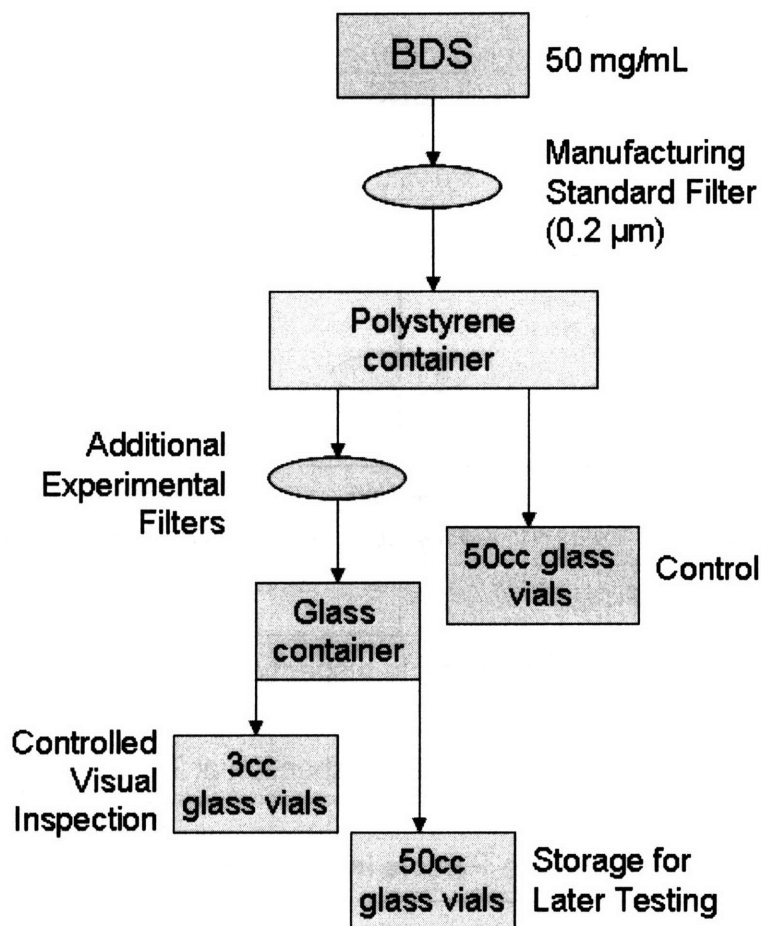 BDS
50 mg/mL
Manufacturing
Standard Filter
(0.2 µm)
Polystyrene
container
Additional
Experimental
Filters
50cc glass
vials
Control
Glass
container
Controlled
Visual
Inspection
3cc
glass vials
50cc
glass vials
Storage for
Later Testing